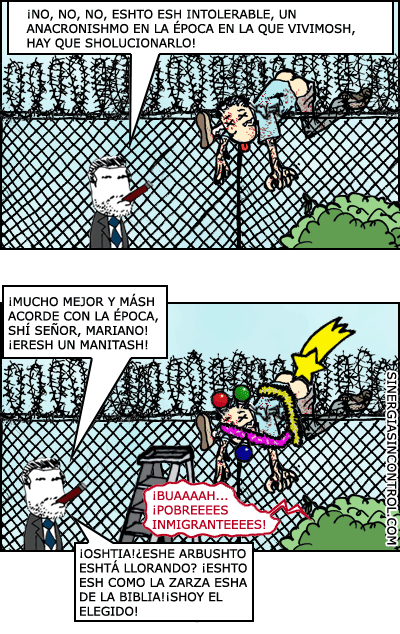 ¡NO, NO, NO, ESHTO ESH INTOLERABLE, UN
ANACRONISHMO EN LA ÉPOCA EN LA QUE VIVIMOSH,
HAY QUE SHOLUCIONARLO!
¡MUCHO MEJOR Y MÁSH
ACORDE CON LA ÉPOCA,
SHÍ SEÑOR, MARIANO!
¡ERESH UN MANITASH!
¡BUAAAAH...
¡POBREEEES
INMIGRANTEEEES!
¡OSHTIA!¿ESHE ARBUSHTO
ESHTÁ LLORANDO? ¡ESHTO
ESH COMO LA ZARZA ESHA
DE LA BIBLIA!¡SHOY EL
ELEGIDO!
SINERGIASINCONTROL.COM